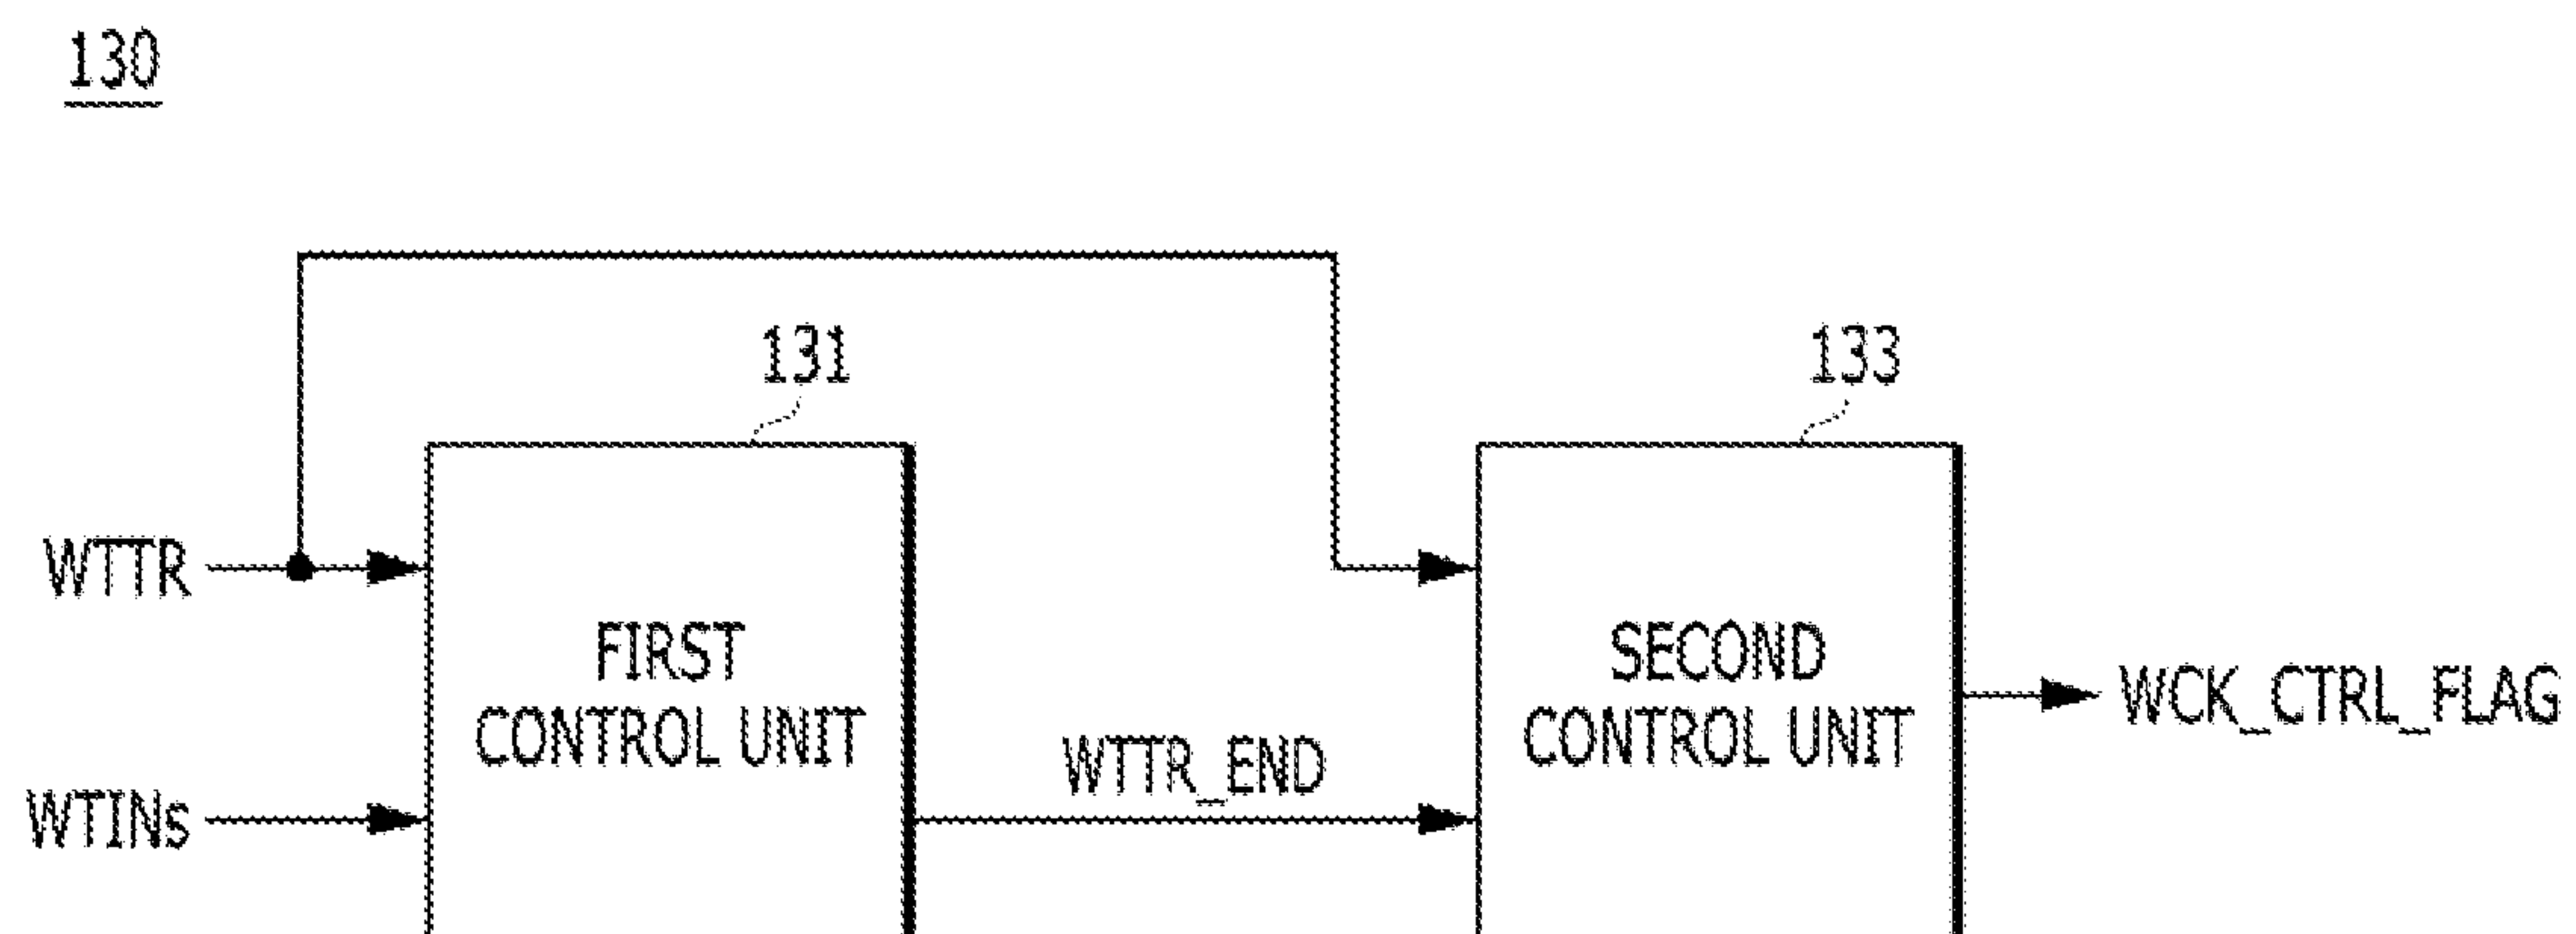 130
131
133
WTTR
FIRST
CONTROL UNIT
SECOND
CONTROL UNIT
WCK_CTRL_FLAG
WTTR_END
WTINs